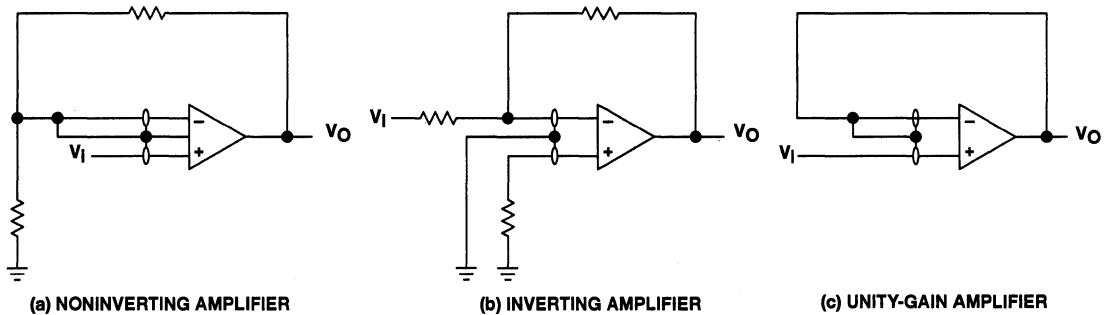 VI
−
+
VO
(a) NONINVERTING AMPLIFIER
VI
−
+
VO
(b) INVERTING AMPLIFIER
VI
−
+
VO
(c) UNITY-GAIN AMPLIFIER